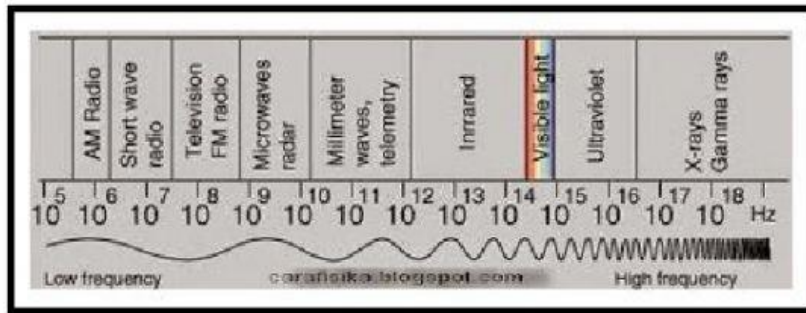 AM Radio
Short wave
radio
Television
FM radio
Microwaves
radar
Millimeter
waves,
telemetry
Inrrared
Visible light
Ultraviolet
X-rays
Gamma rays
10^5 10^6 10^7 10^8 10^9 10^10 10^11 10^12 10^13 10^14 10^15 10^16 10^17 10^18 Hz
Low frequency
carafisika.blogspot.com
High frequency